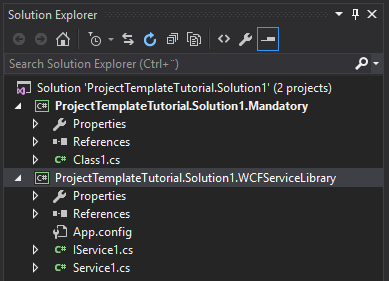 Solution Explorer
Search Solution Explorer (Ctrl+¨)
Solution 'ProjectTemplateTutorial.Solution1' (2 projects)
C# ProjectTemplateTutorial.Solution1.Mandatory
Properties
References
C# Class1.cs
C# ProjectTemplateTutorial.Solution1.WCFServiceLibrary
Properties
References
App.config
C# IService1.cs
C# Service1.cs